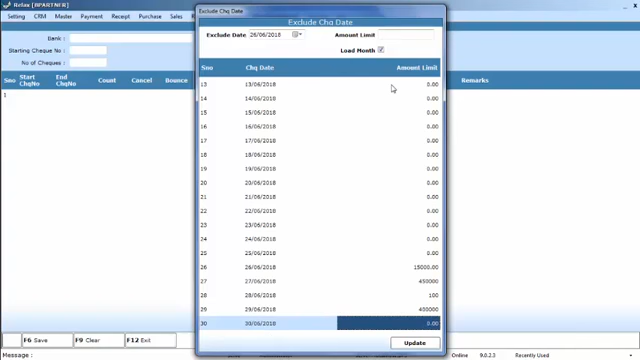 Relax [BPARTNER]
Setting CRM Master Payment Receipt Purchase Sales
Bank :
Starting Cheque No :
No of Cheques :
Sno Start ChqNo End ChqNo Count Cancel Bounce Remarks
1
Exclude Chq Date
Exclude Chq Date
Exclude Date 26/06/2018 Amount Limit
Load Month
Sno Chq Date Amount Limit
13 13/06/2018 0.00
14 14/06/2018 0.00
15 15/06/2018 0.00
16 16/06/2018 0.00
17 17/06/2018 0.00
18 18/06/2018 0.00
19 19/06/2018 0.00
20 20/06/2018 0.00
21 21/06/2018 0.00
22 22/06/2018 0.00
23 23/06/2018 0.00
24 24/06/2018 0.00
25 25/06/2018 0.00
26 26/06/2018 15000.00
27 27/06/2018 450000
28 28/06/2018 100
29 29/06/2018 400000
30 30/06/2018 0.00
Update
F6 Save F9 Clear F12 Exit
Message : Online 9.0.2.3 Recently Used